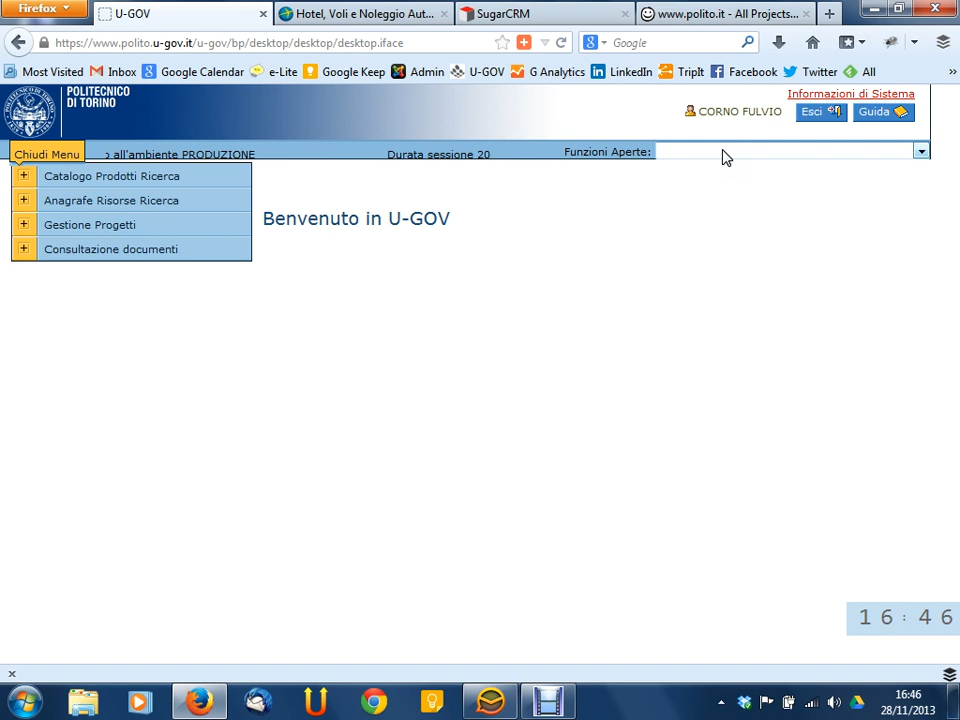 Firefox
U-GOV
Hotel, Voli e Noleggio Aut...
SugarCRM
www.polito.it - All Projects...
https://www.polito.u-gov.it/u-gov/bp/desktop/desktop/desktop.iface
Google
Most Visited
Inbox
Google Calendar
e-Lite
Google Keep
Admin
U-GOV
G Analytics
LinkedIn
TripIt
Facebook
Twitter
All
POLITECNICO
DI TORINO
Informazioni di Sistema
CORNO FULVIO
Esci
Guida
Chiudi Menu
o all'ambiente PRODUZIONE
Durata sessione 20
Funzioni Aperte:
Catalogo Prodotti Ricerca
Anagrafe Risorse Ricerca
Gestione Progetti
Consultazione documenti
Benvenuto in U-GOV
16:46
16:46
28/11/2013